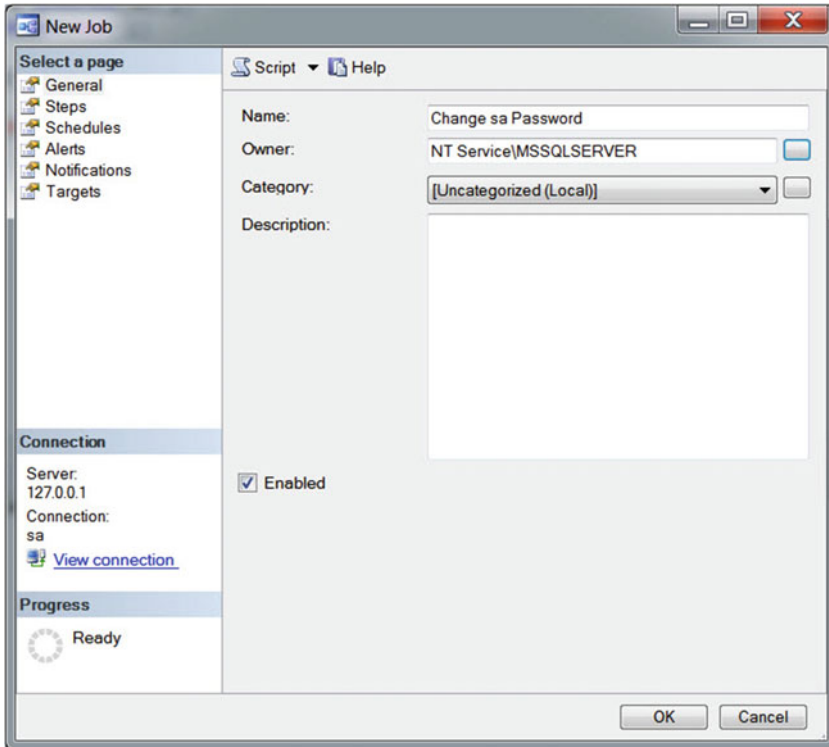 New Job
Select a page
General
Steps
Schedules
Alerts
Notifications
Targets
Script
Help
Name:
Change sa Password
Owner:
NT Service\MSSQLSERVER
Category:
[Uncategorized (Local)]
Description:
Enabled
Connection
Server:
127.0.0.1
Connection:
sa
View connection
Progress
Ready
OK
Cancel